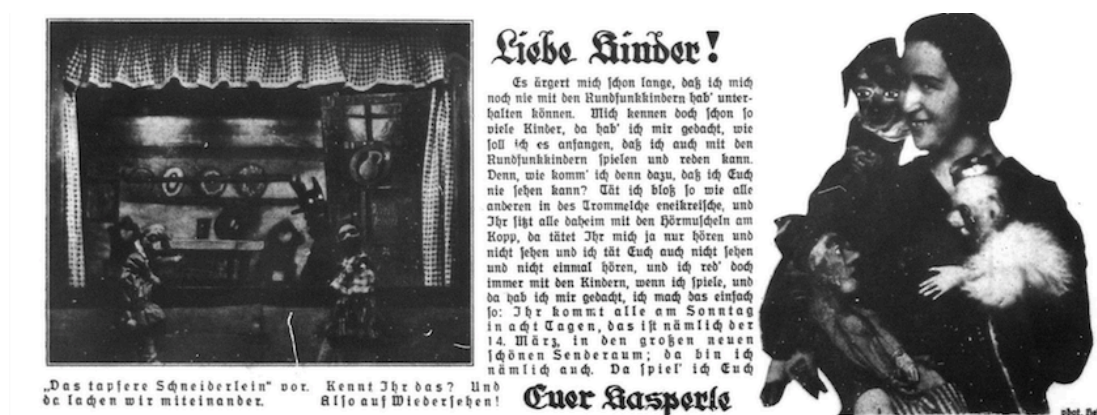 Liebe Kinder!
Es ärgert mich schon lange, daß ich mich
noch nie mit den Rundfunkkindern hab' unter-
halten können. Mich kennen doch schon so
viele Kinder, da hab' ich mir gedacht, wie
soll ich es anfangen, daß ich auch mit den
Rundfunkkindern spielen und reden kann.
Denn, wie komm' ich denn dazu, daß ich Euch
nie sehen kann? Tät ich bloß so wie alle
anderen in des Trommelche eneikreische, und
Ihr sitzt alle daheim mit den Hörmuscheln am
Kopp, da tätet Ihr mich ja nur hören und
nicht sehen und ich tät Euch auch nicht sehen
und nicht einmal hören, und ich red' doch
immer mit den Kindern, wenn ich spiele, und
da hab ich mir gedacht, ich mach das einfach
so: Ihr kommt alle am Sonntag
in acht Tagen, das ist nämlich der
14. März, in den großen neuen
schönen Senderaum; da bin ich
nämlich auch. Da spiel' ich Euch
„Das tapfere Schneiderlein" vor. Kennt Ihr das? Und
da lachen wir miteinander. Also auf Wiedersehen!
Euer Kasperle
phot.